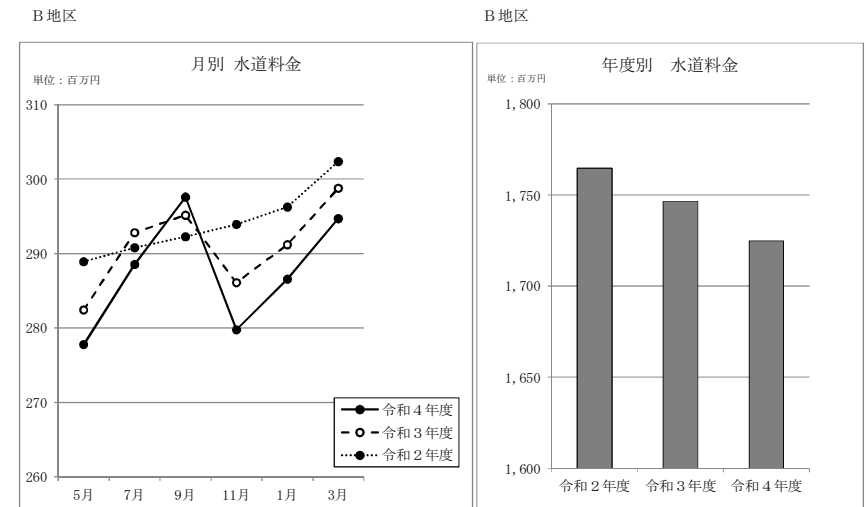 Ｂ地区
月別 水道料金
単位：百万円
310
300
290
280
270
260
5月 7月 9月 11月 1月 3月
令和４年度
令和３年度
令和２年度
Ｂ地区
年度別　水道料金
単位：百万円
1,800
1,750
1,700
1,650
1,600
令和２年度 令和３年度 令和４年度